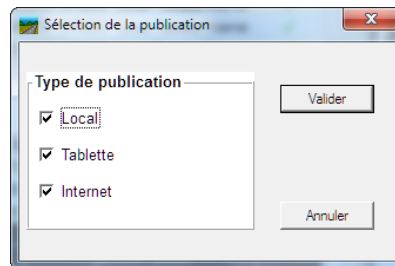 Sélection de la publication
Type de publication
Local
Tablette
Internet
Valider
Annuler